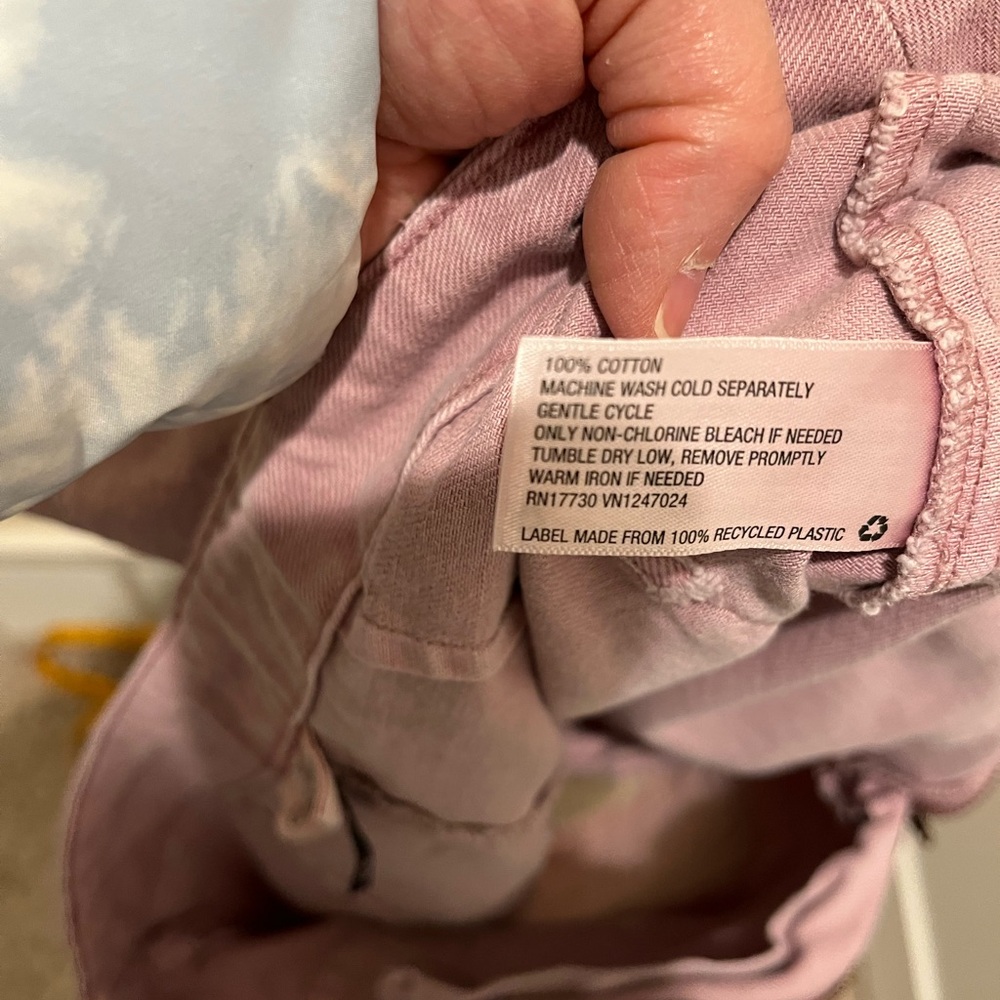 100% COTTON
MACHINE WASH COLD SEPARATELY
GENTLE CYCLE
ONLY NON-CHLORINE BLEACH IF NEEDED
TUMBLE DRY LOW, REMOVE PROMPTLY
WARM IRON IF NEEDED
RN17730 VN1247024
LABEL MADE FROM 100% RECYCLED PLASTIC